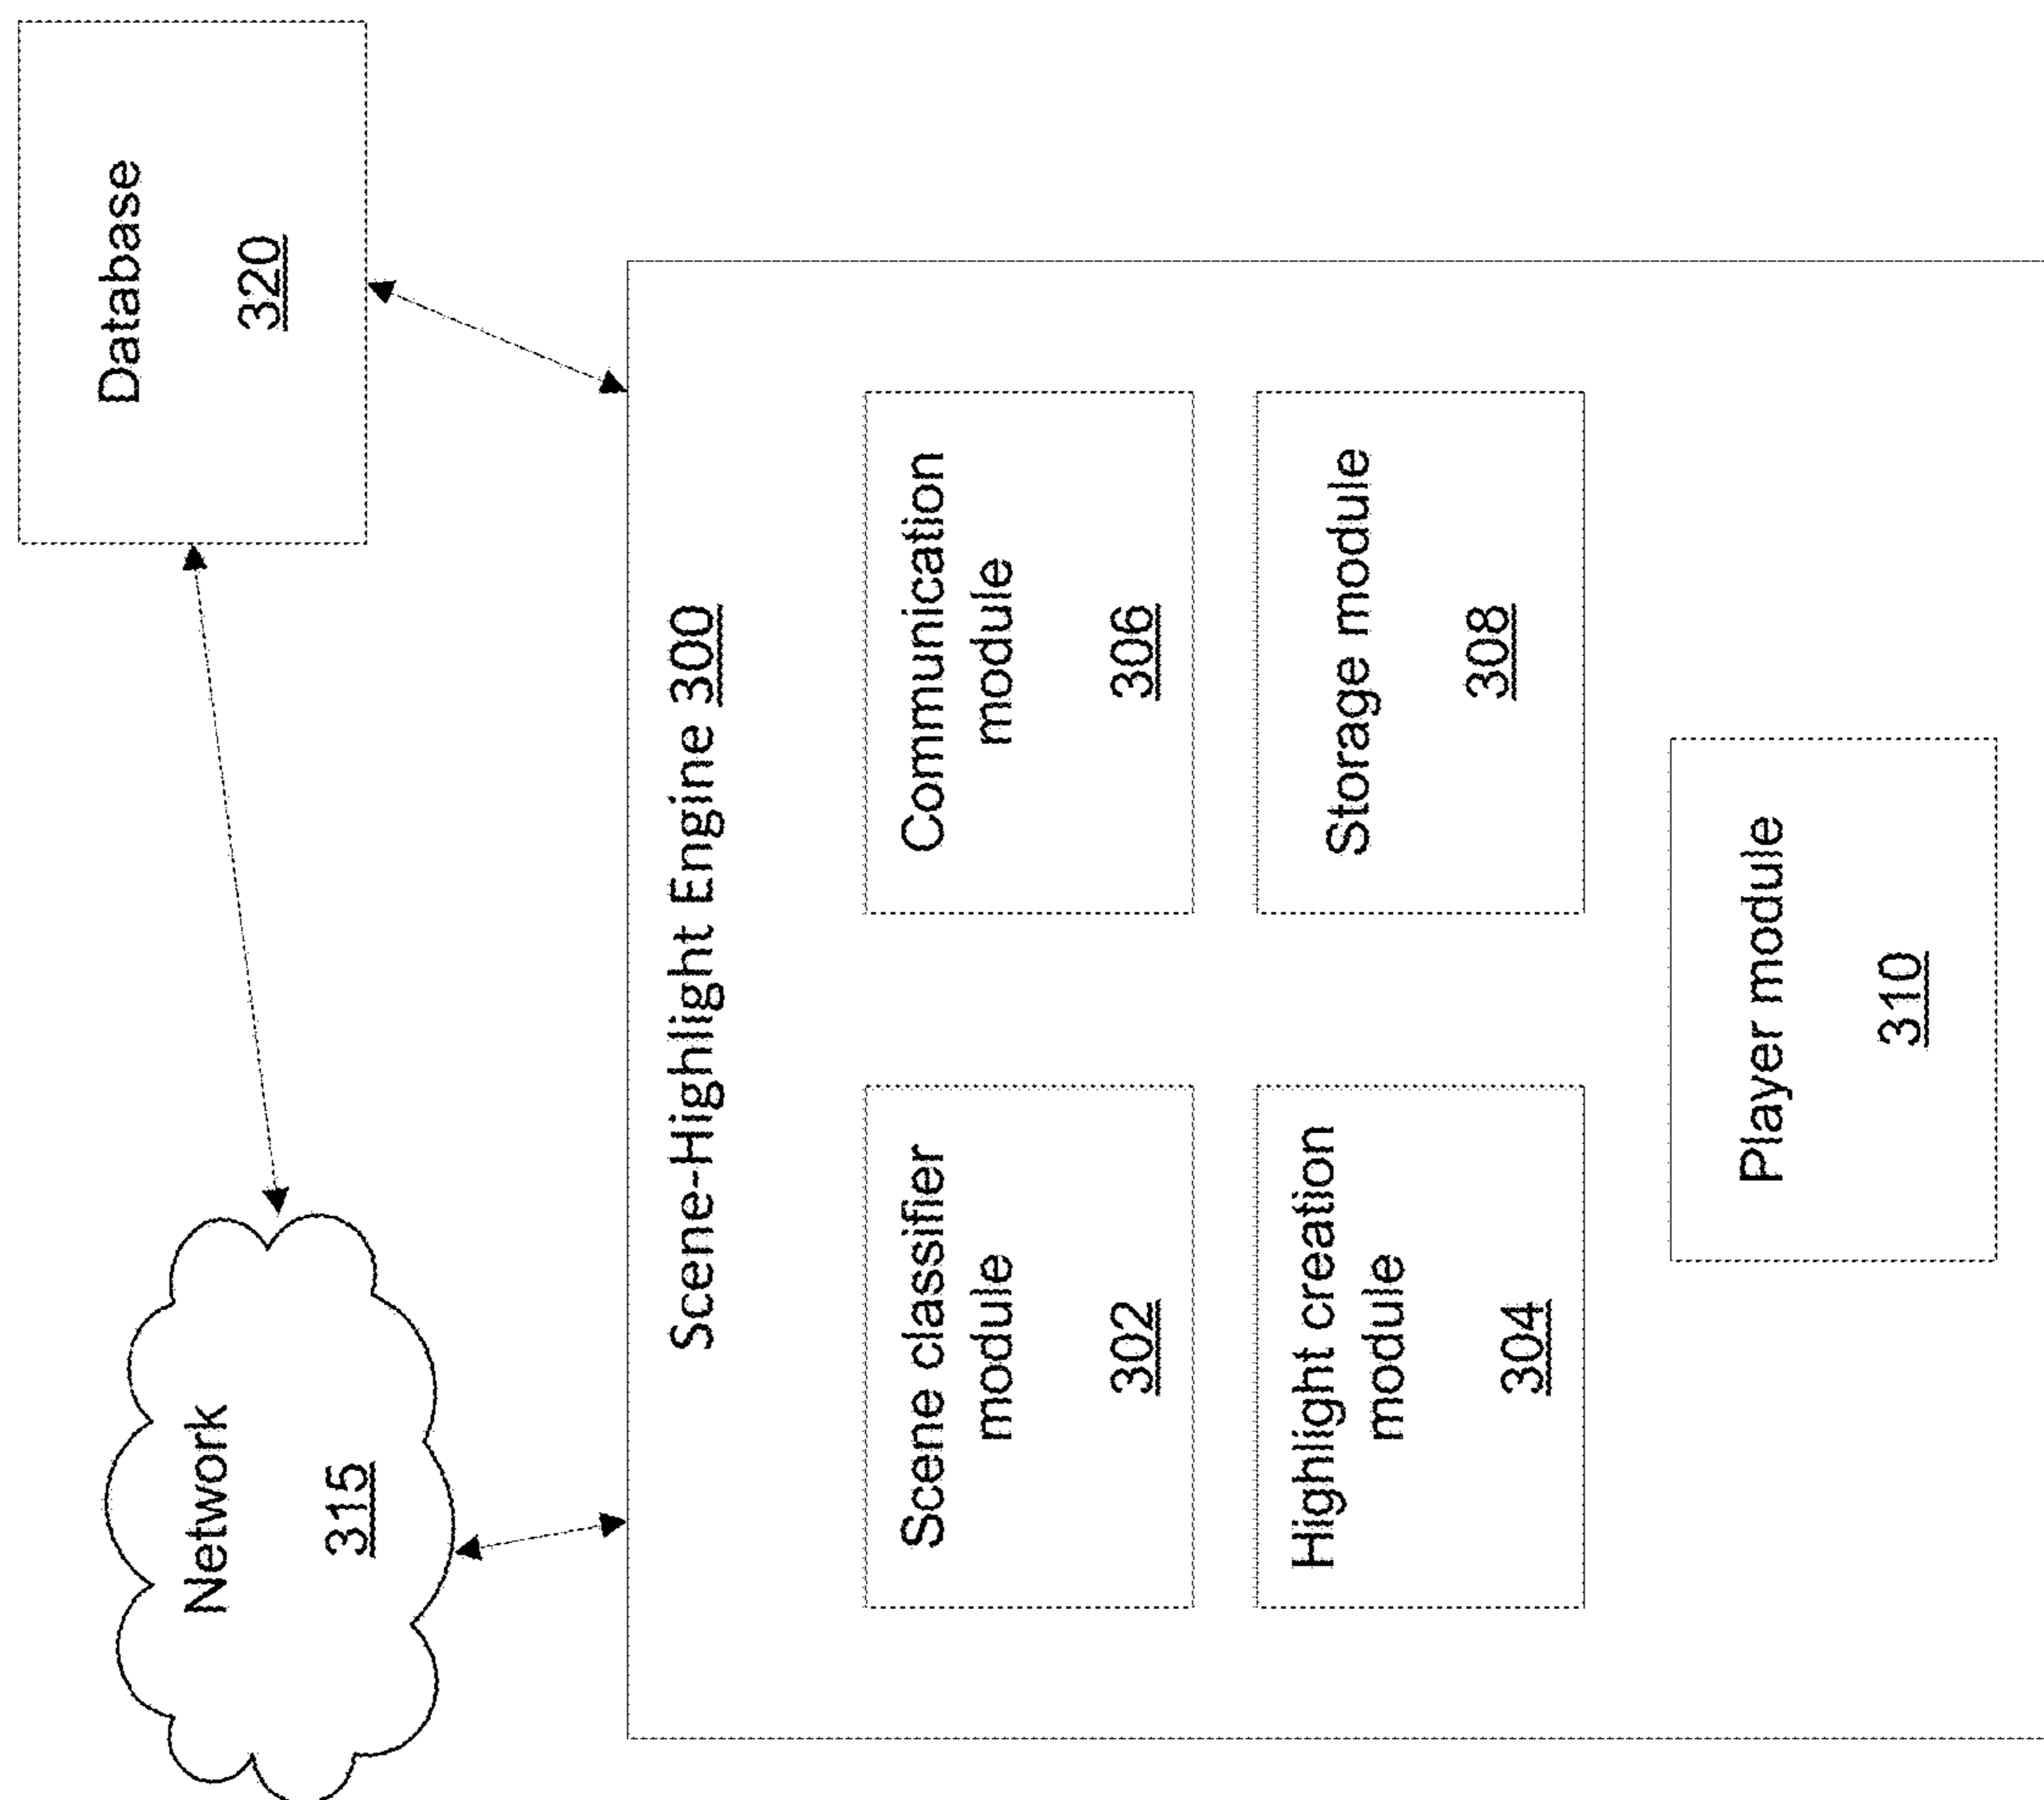 Network
315
Database
320
Scene-Highlight Engine 300
Scene classifier
module
302
Communication
module
306
Highlight creation
module
304
Storage module
308
Player module
310